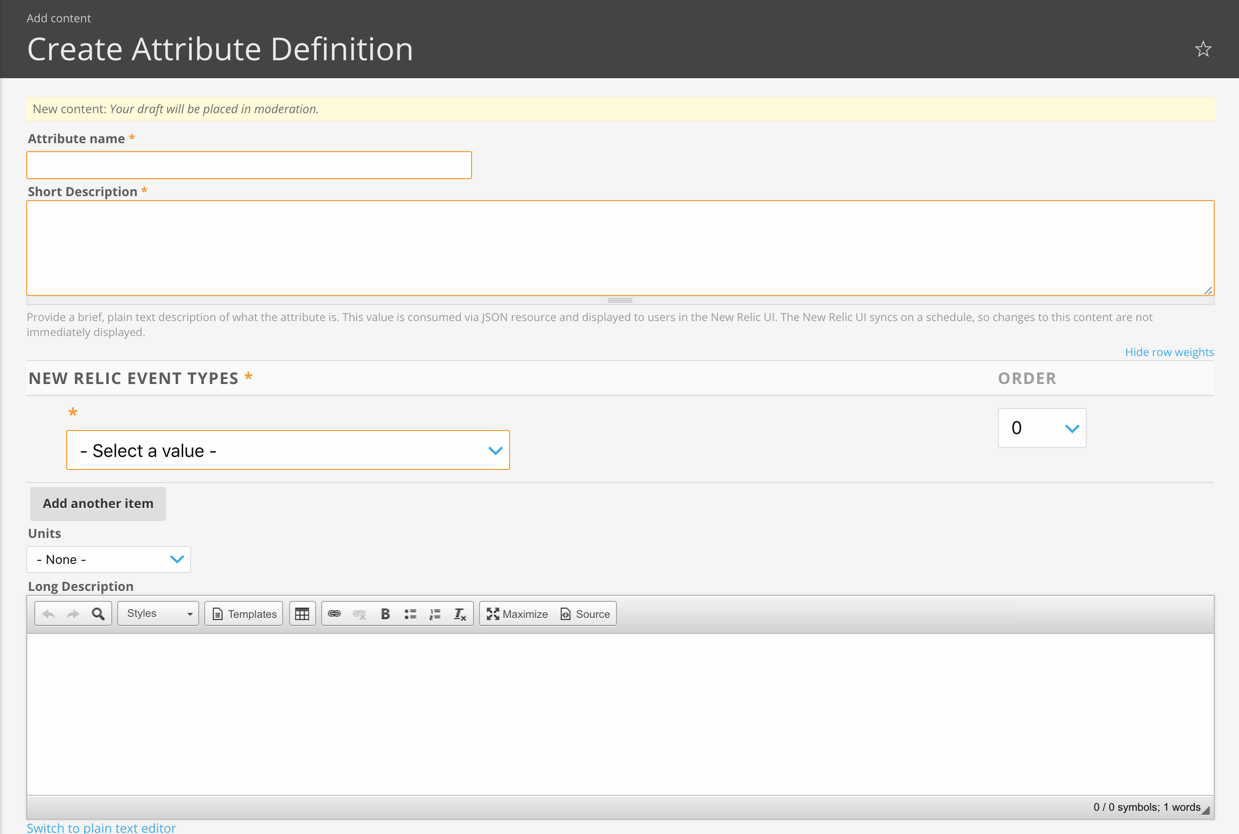 Add content
Create Attribute Definition
New content: Your draft will be placed in moderation.
Attribute name *
Short Description *
Provide a brief, plain text description of what the attribute is. This value is consumed via JSON resource and displayed to users in the New Relic UI. The New Relic UI syncs on a schedule, so changes to this content are not
immediately displayed.
Hide row weights
NEW RELIC EVENT TYPES * ORDER
*
- Select a value - 0
Add another item
Units
- None -
Long Description
Styles Templates B Maximize Source
0 / 0 symbols; 1 words
Switch to plain text editor